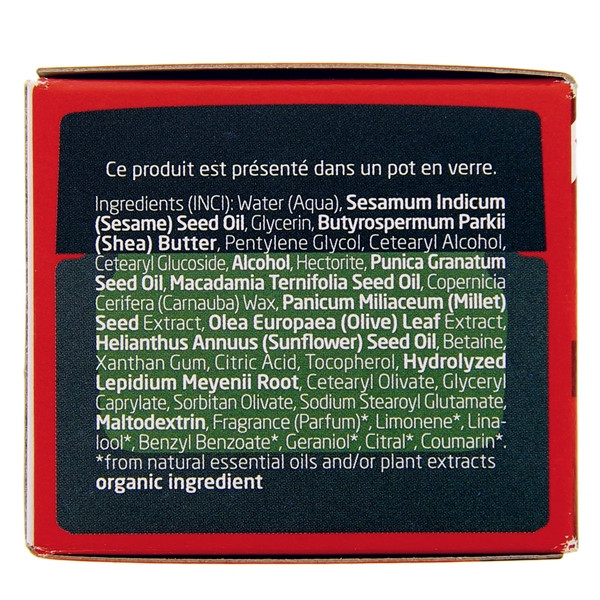 Ce produit est présenté dans un pot en verre.
Ingredients (INCI): Water (Aqua), Sesamum Indicum
(Sesame) Seed Oil, Glycerin, Butyrospermum Parkii
(Shea) Butter, Pentylene Glycol, Cetearyl Alcohol,
Cetearyl Glucoside, Alcohol, Hectorite, Punica Granatum
Seed Oil, Macadamia Ternifolia Seed Oil, Copernicia
Cerifera (Carnauba) Wax, Panicum Miliaceum (Millet)
Seed Extract, Olea Europaea (Olive) Leaf Extract,
Helianthus Annuus (Sunflower) Seed Oil, Betaine,
Xanthan Gum, Citric Acid, Tocopherol, Hydrolyzed
Lepidium Meyenii Root, Cetearyl Olivate, Glyceryl
Caprylate, Sorbitan Olivate, Sodium Stearoyl Glutamate,
Maltodextrin, Fragrance (Parfum)*, Limonene*, Lina-
lool*, Benzyl Benzoate*, Geraniol*, Citral*, Coumarin*.
*from natural essential oils and/or plant extracts
organic ingredient